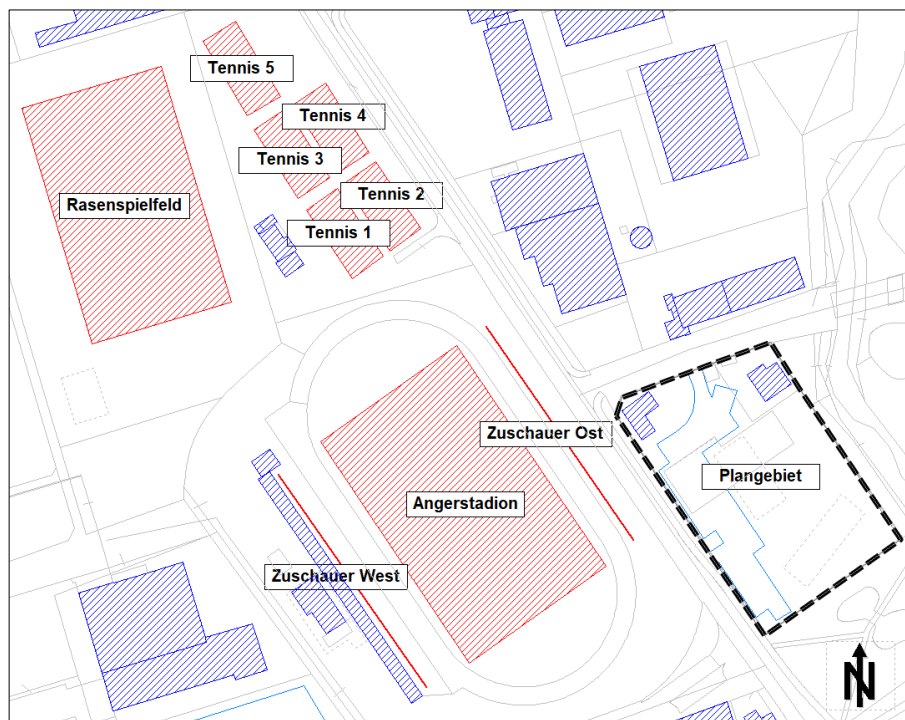 Tennis 5
Tennis 4
Tennis 3
Tennis 2
Rasenspielfeld
Tennis 1
Zuschauer Ost
Plangebiet
Angerstadion
Zuschauer West
N